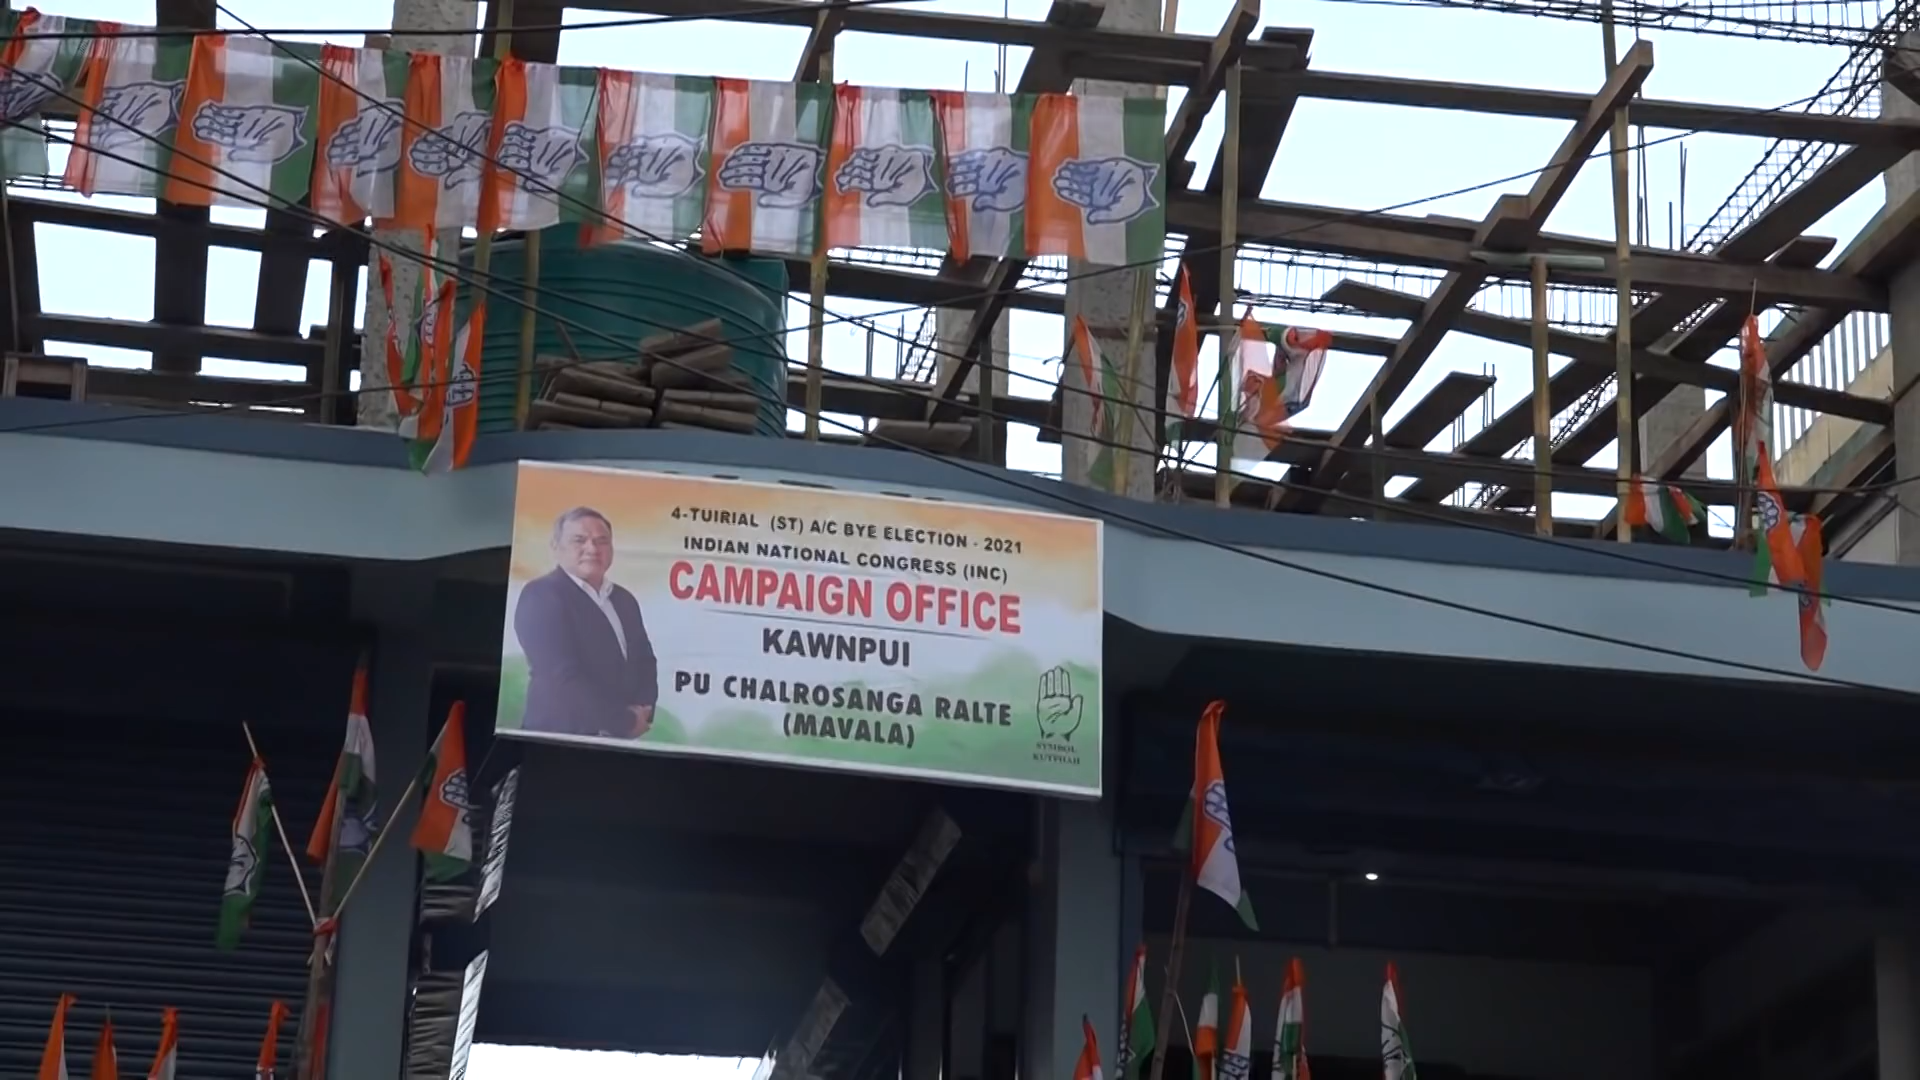 4-TUIRIAL (ST) A/C BYE ELECTION - 2021
INDIAN NATIONAL CONGRESS (INC)
CAMPAIGN OFFICE
KAWNPUI
PU CHALROSANGA RALTE
(MAVALA)
SYMBOL
KUTPHAH